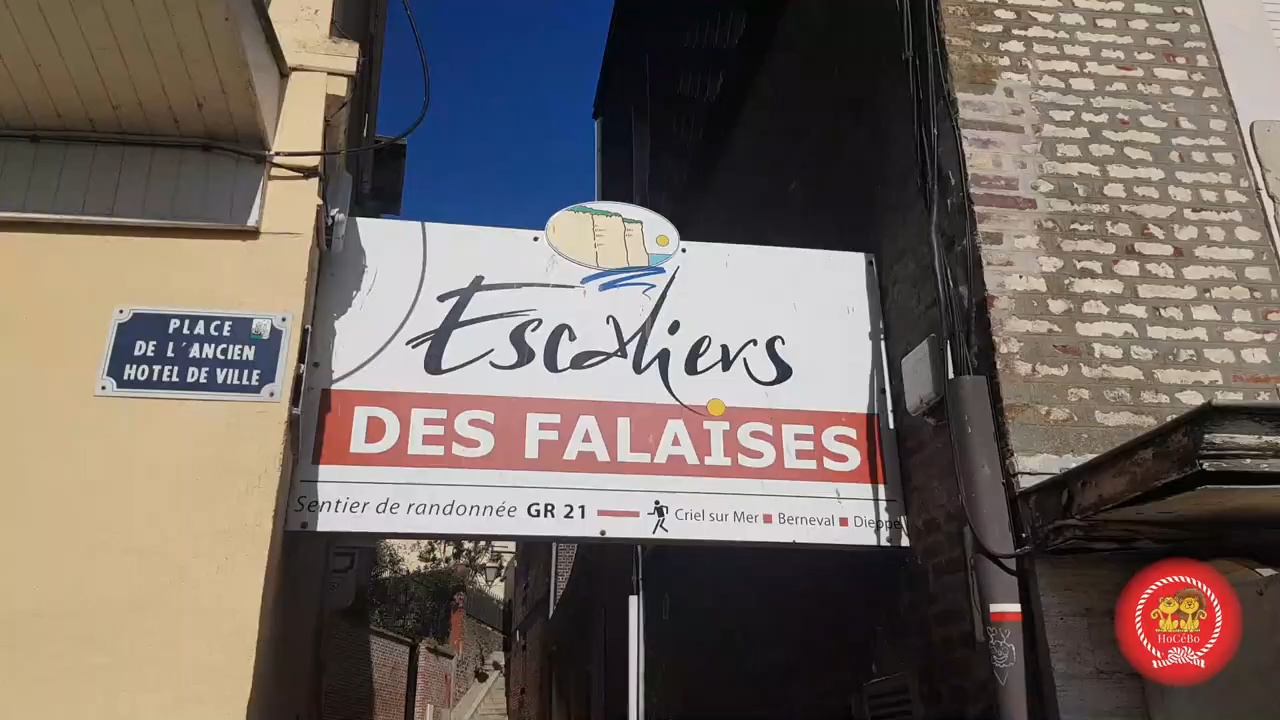 PLACE
DE L'ANCIEN
HOTEL DE VILLE
Escaliers
DES FALAISES
Sentier de randonnée GR 21 Criel sur Mer Berneval Dieppe
HoCéBo